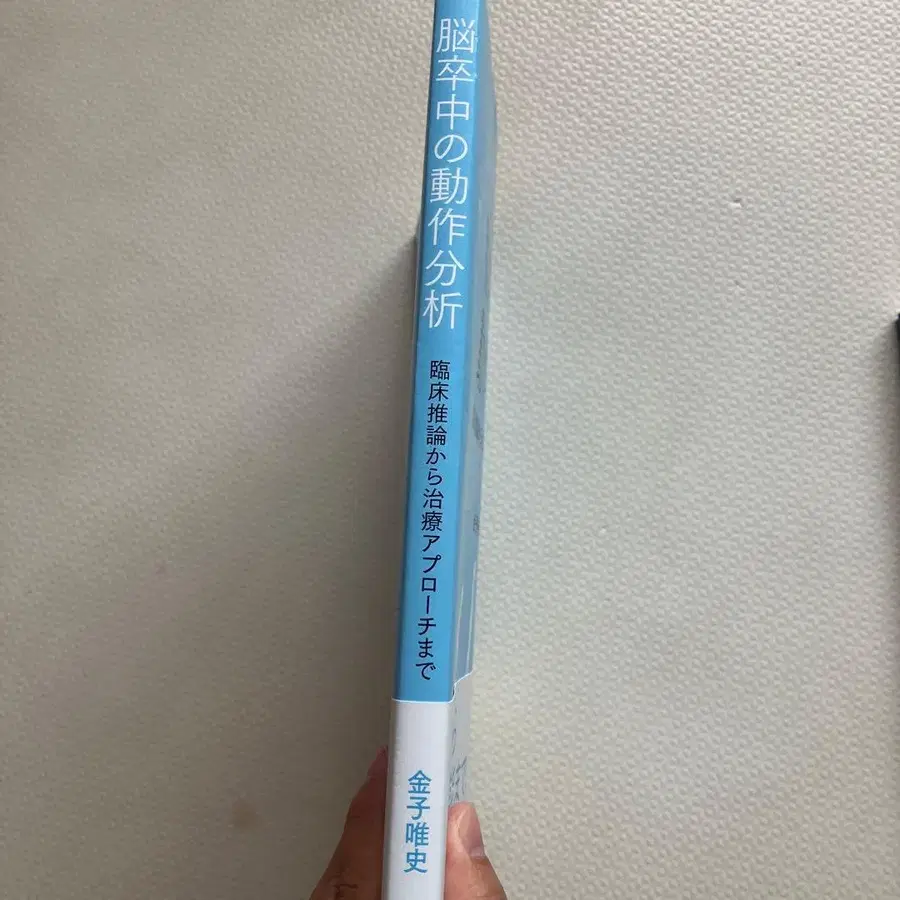 脳卒中の動作分析
臨床推論から治療アプローチまで
金子唯史